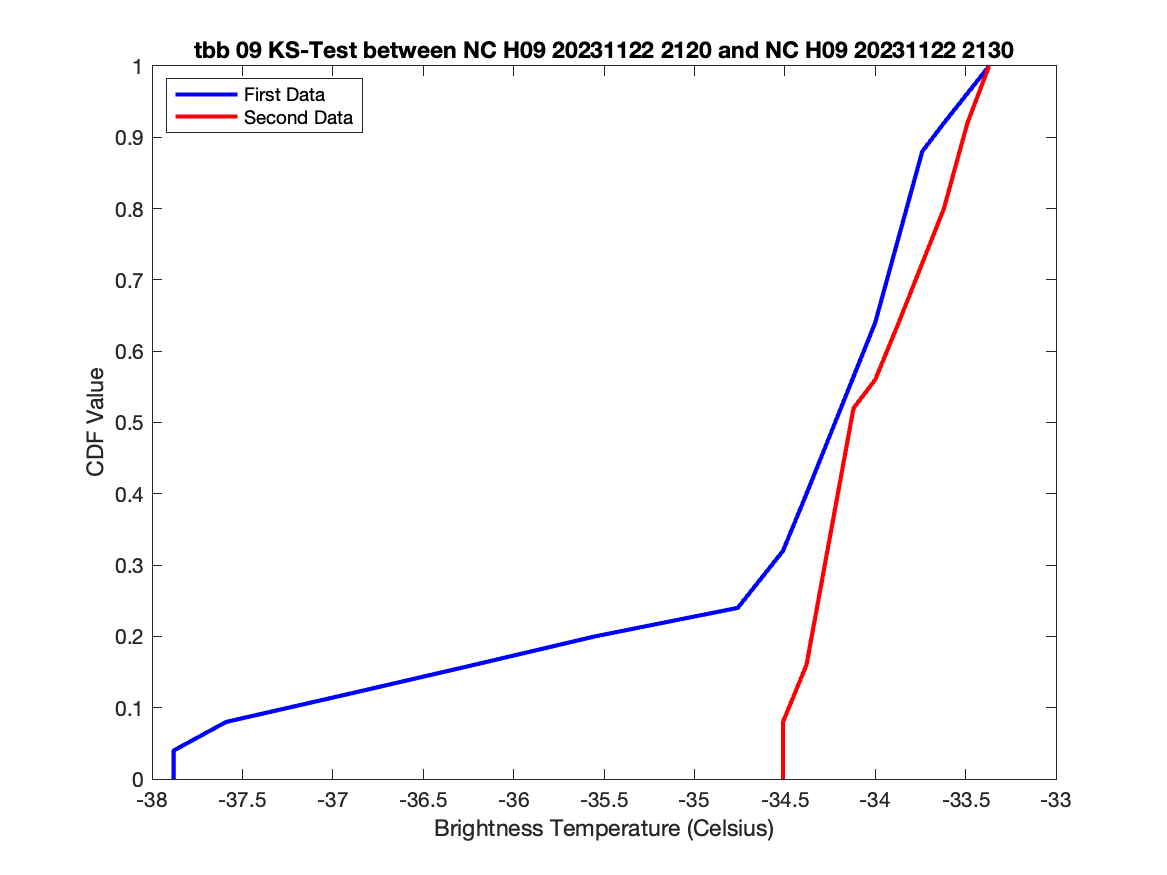 tbb 09 KS-Test between NC H09 20231122 2120 and NC H09 20231122 2130
First Data
Second Data
1
0.9
0.8
0.7
0.6
0.5
0.4
0.3
0.2
0.1
0
CDF Value
-38 -37.5 -37 -36.5 -36 -35.5 -35 -34.5 -34 -33.5 -33
Brightness Temperature (Celsius)